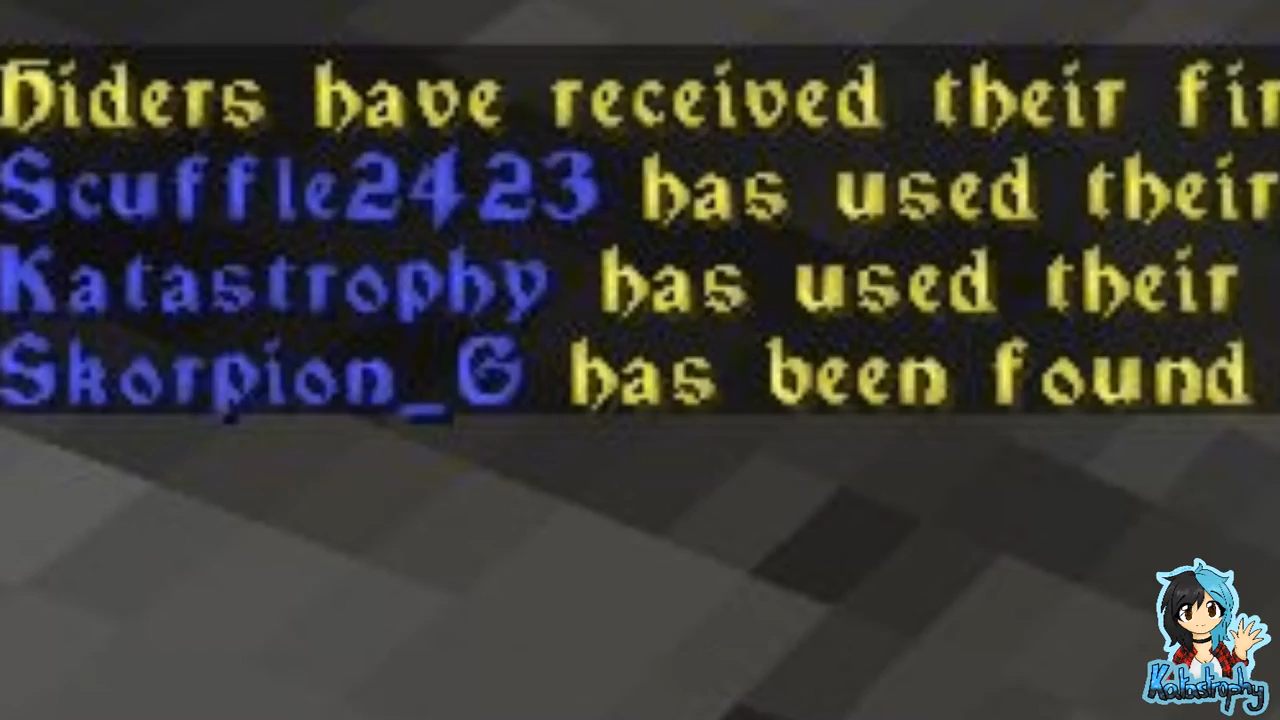 Hiders have received their fir
Scuffle2423 has used their
Katastrophy has used their
Skorpion_G has been found
Katastrophy